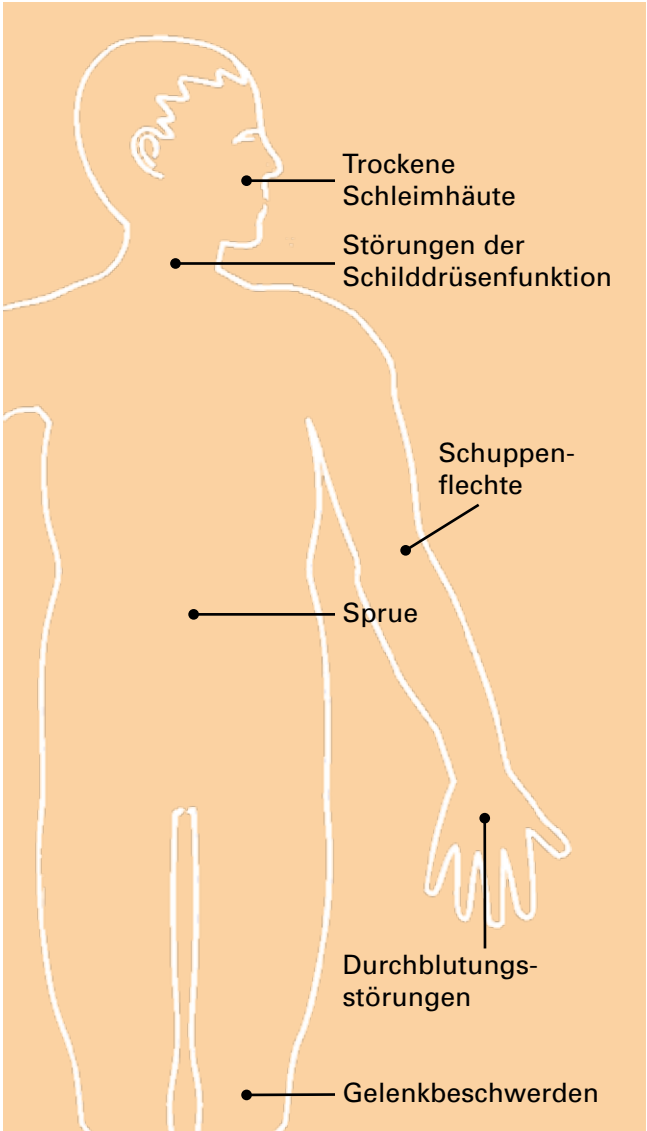 Trockene
Schleimhäute
Störungen der
Schilddrüsenfunktion
Schuppen-
flechte
Sprue
Durchblutungs-
störungen
Gelenkbeschwerden